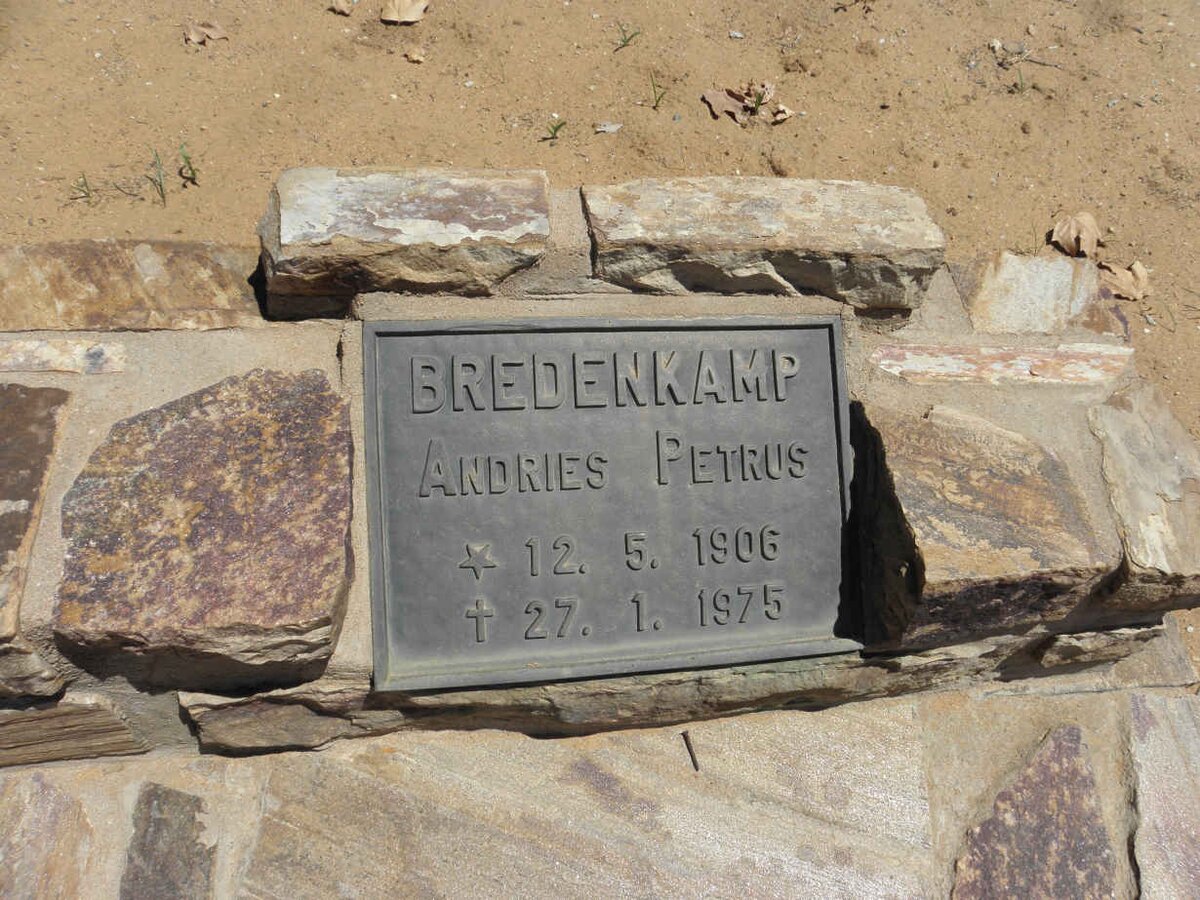 BREDENKAMP
ANDRIES PETRUS
☆ 12. 5. 1906
✝ 27. 1. 1975